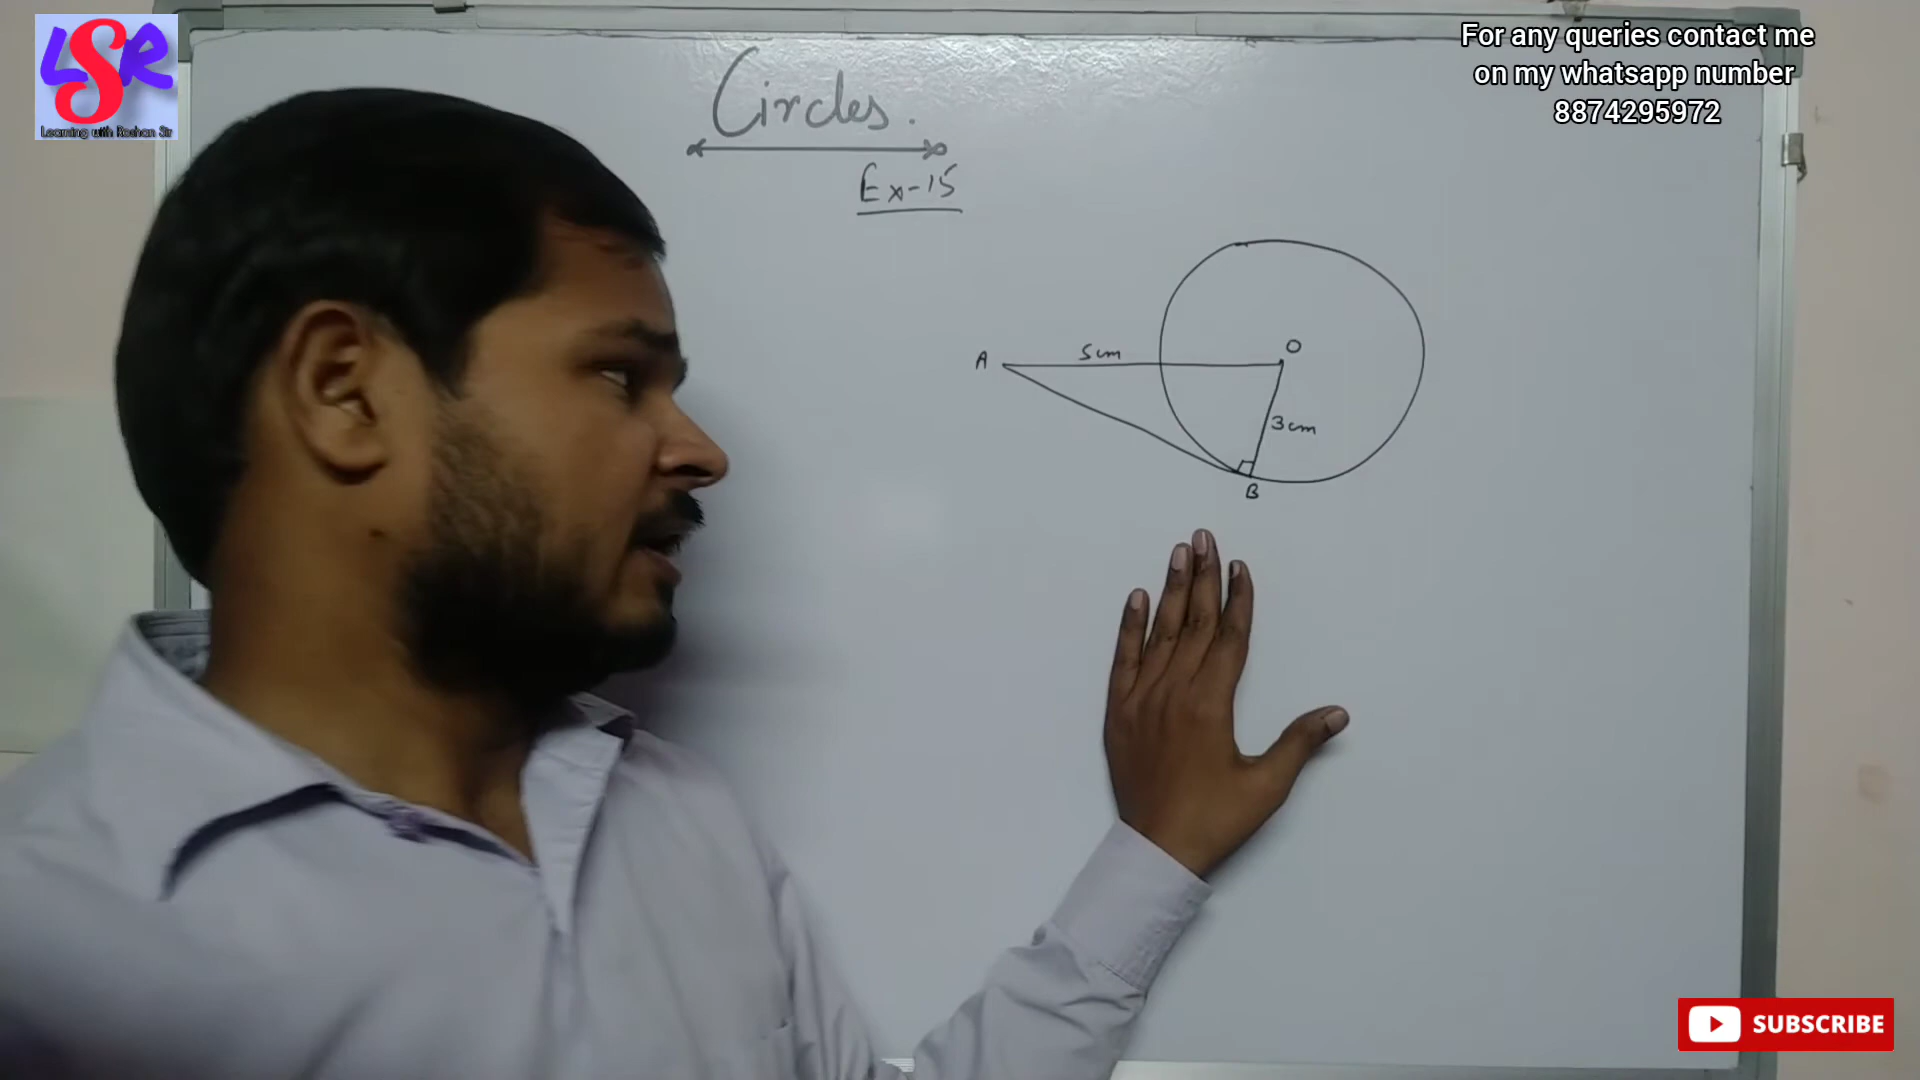 LSR
Learning with Roshan Sir
For any queries contact me
on my whatsapp number
8874295972
Circles.
Ex-15
A
5cm
O
3cm
B
SUBSCRIBE